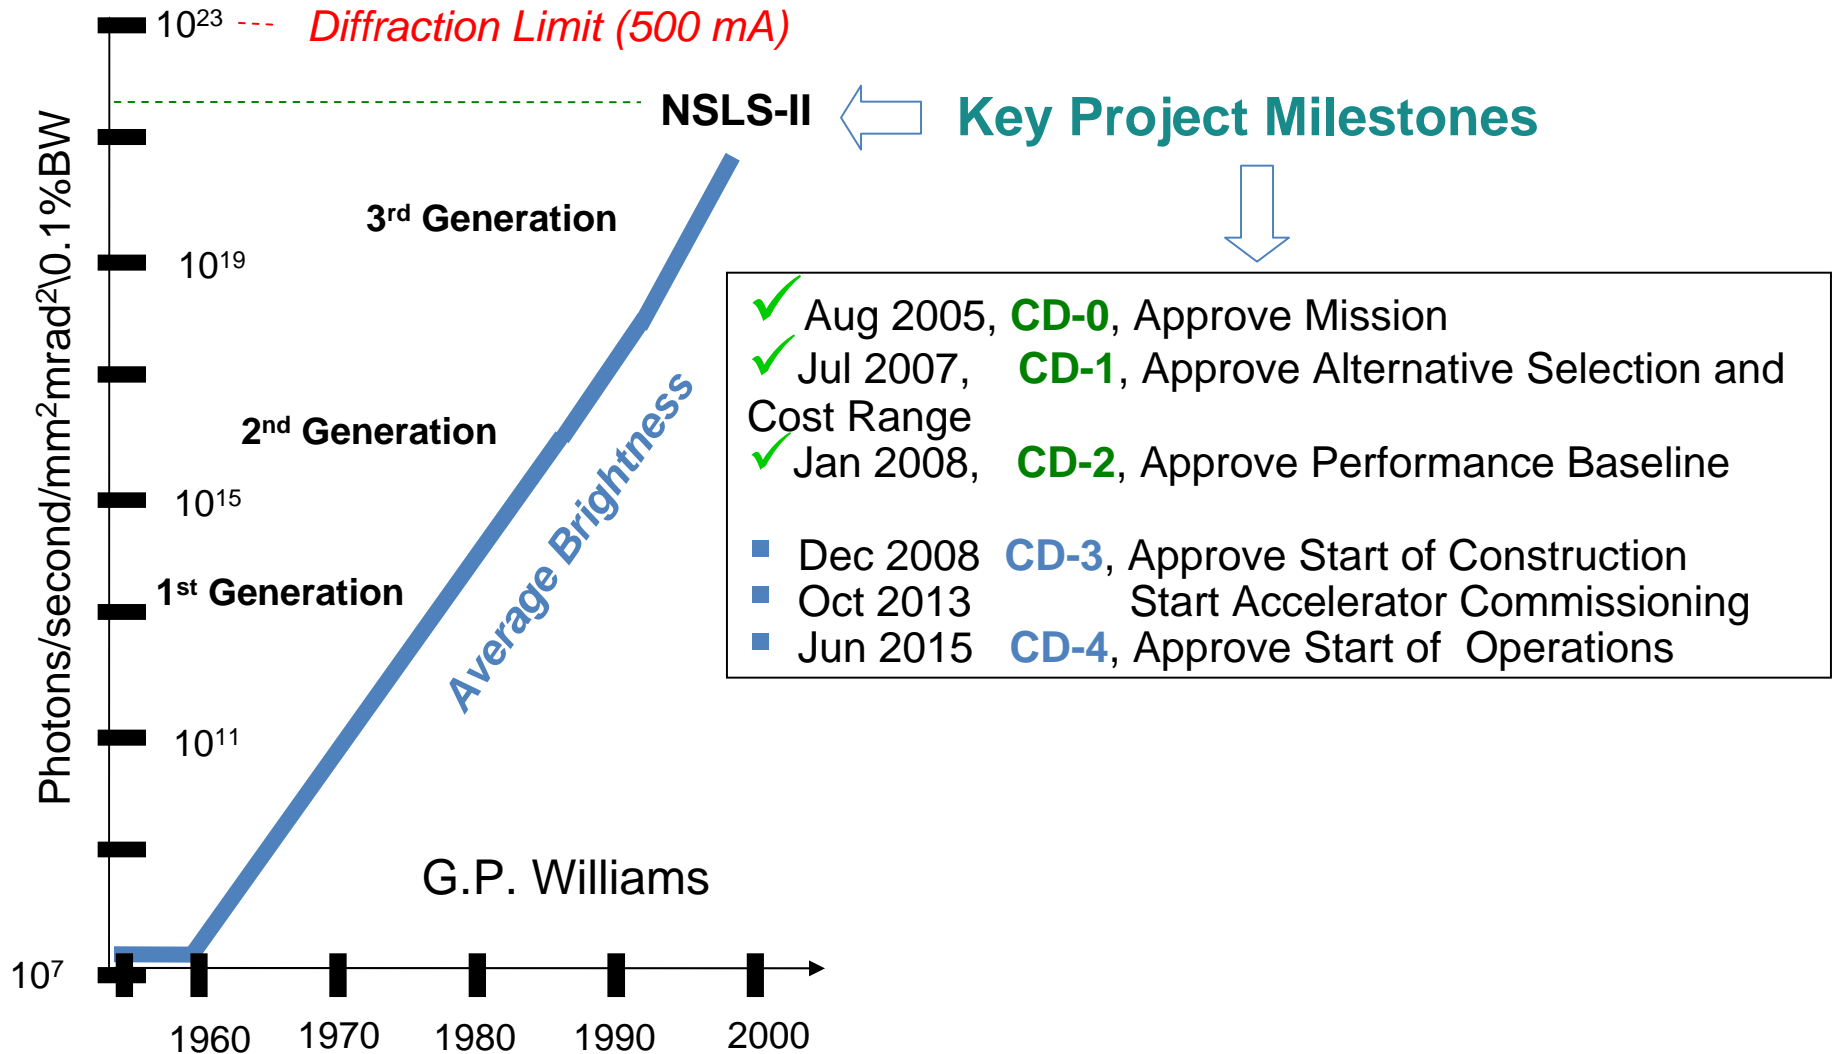 10²³
Diffraction Limit (500 mA)
NSLS-II
Key Project Milestones
Photons/second/mm²mrad²\0.1%BW
3rd Generation
10¹⁹
Aug 2005, CD-0, Approve Mission
Jul 2007, CD-1, Approve Alternative Selection and
Cost Range
Jan 2008, CD-2, Approve Performance Baseline
Dec 2008 CD-3, Approve Start of Construction
Oct 2013 Start Accelerator Commissioning
Jun 2015 CD-4, Approve Start of Operations
2nd Generation
Average Brightness
10¹⁵
1st Generation
10¹¹
G.P. Williams
10⁷
1960 1970 1980 1990 2000